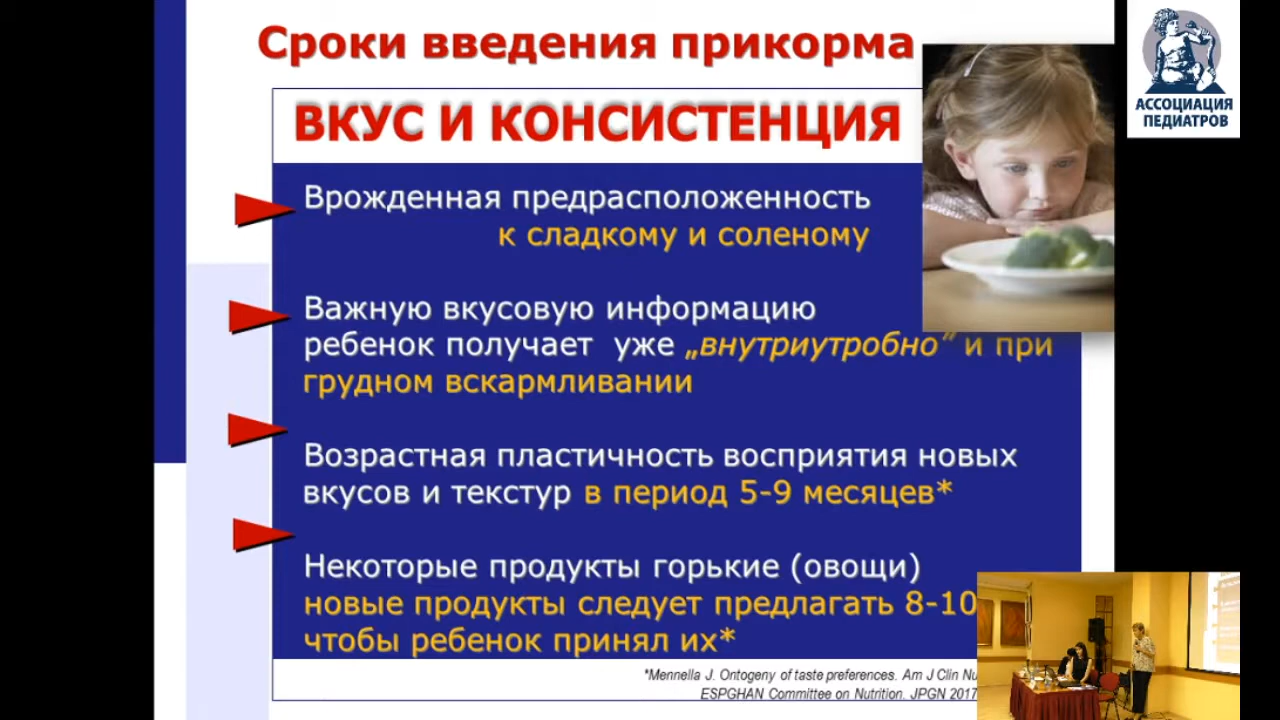 Сроки введения прикорма
ВКУС И КОНСИСТЕНЦИЯ
АССОЦИАЦИЯ
ПЕДИАТРОВ
Врожденная предрасположенность
к сладкому и соленому
Важную вкусовую информацию
ребенок получает уже „внутриутробно” и при
грудном вскармливании
Возрастная пластичность восприятия новых
вкусов и текстур в период 5-9 месяцев*
Некоторые продукты горькие (овощи)
новые продукты следует предлагать 8-10
чтобы ребенок принял их*
*Mennella J. Ontogeny of taste preferences. Am J Clin
ESPGHAN Committee on Nutrition. JPGN 2017